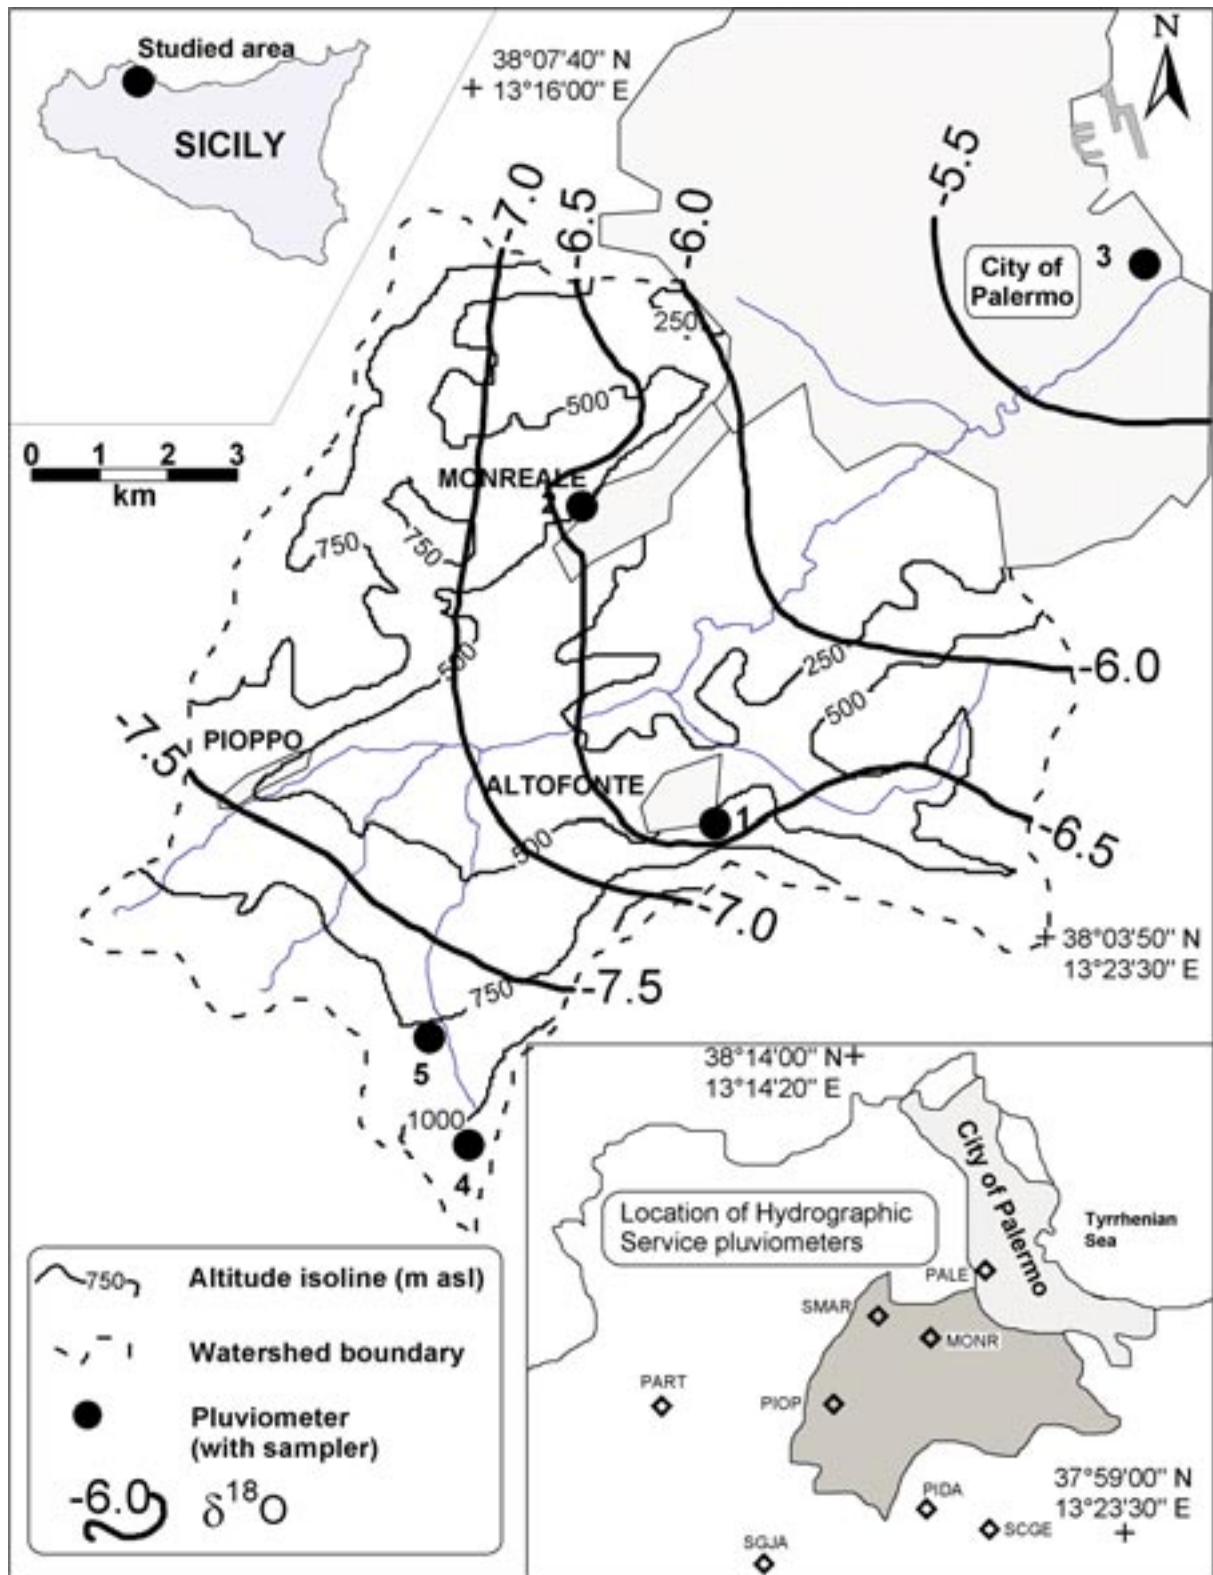 Studied area
SICILY
38°07'40" N
13°16'00" E
N
-7.0
-6.5
-6.0
-5.5
City of
Palermo
3
250
500
0 1 2 3
km
MONREALE
2
750
750
500
250
-6.0
500
-7.5
PIOPPO
ALTOFONTE
1
500
-6.5
-7.0
38°03'50" N
13°23'30" E
750
-7.5
5
1000
4
750
Altitude isoline (m asl)
Watershed boundary
Pluviometer
(with sampler)
-6.0
δ18O
38°14'00" N
13°14'20" E
City of Palermo
Location of Hydrographic
Service pluviometers
Tyrrhenian
Sea
PALE
SMAR
MONR
PART
PIOP
37°59'00" N
13°23'30" E
PIDA
SCGE
SGJA